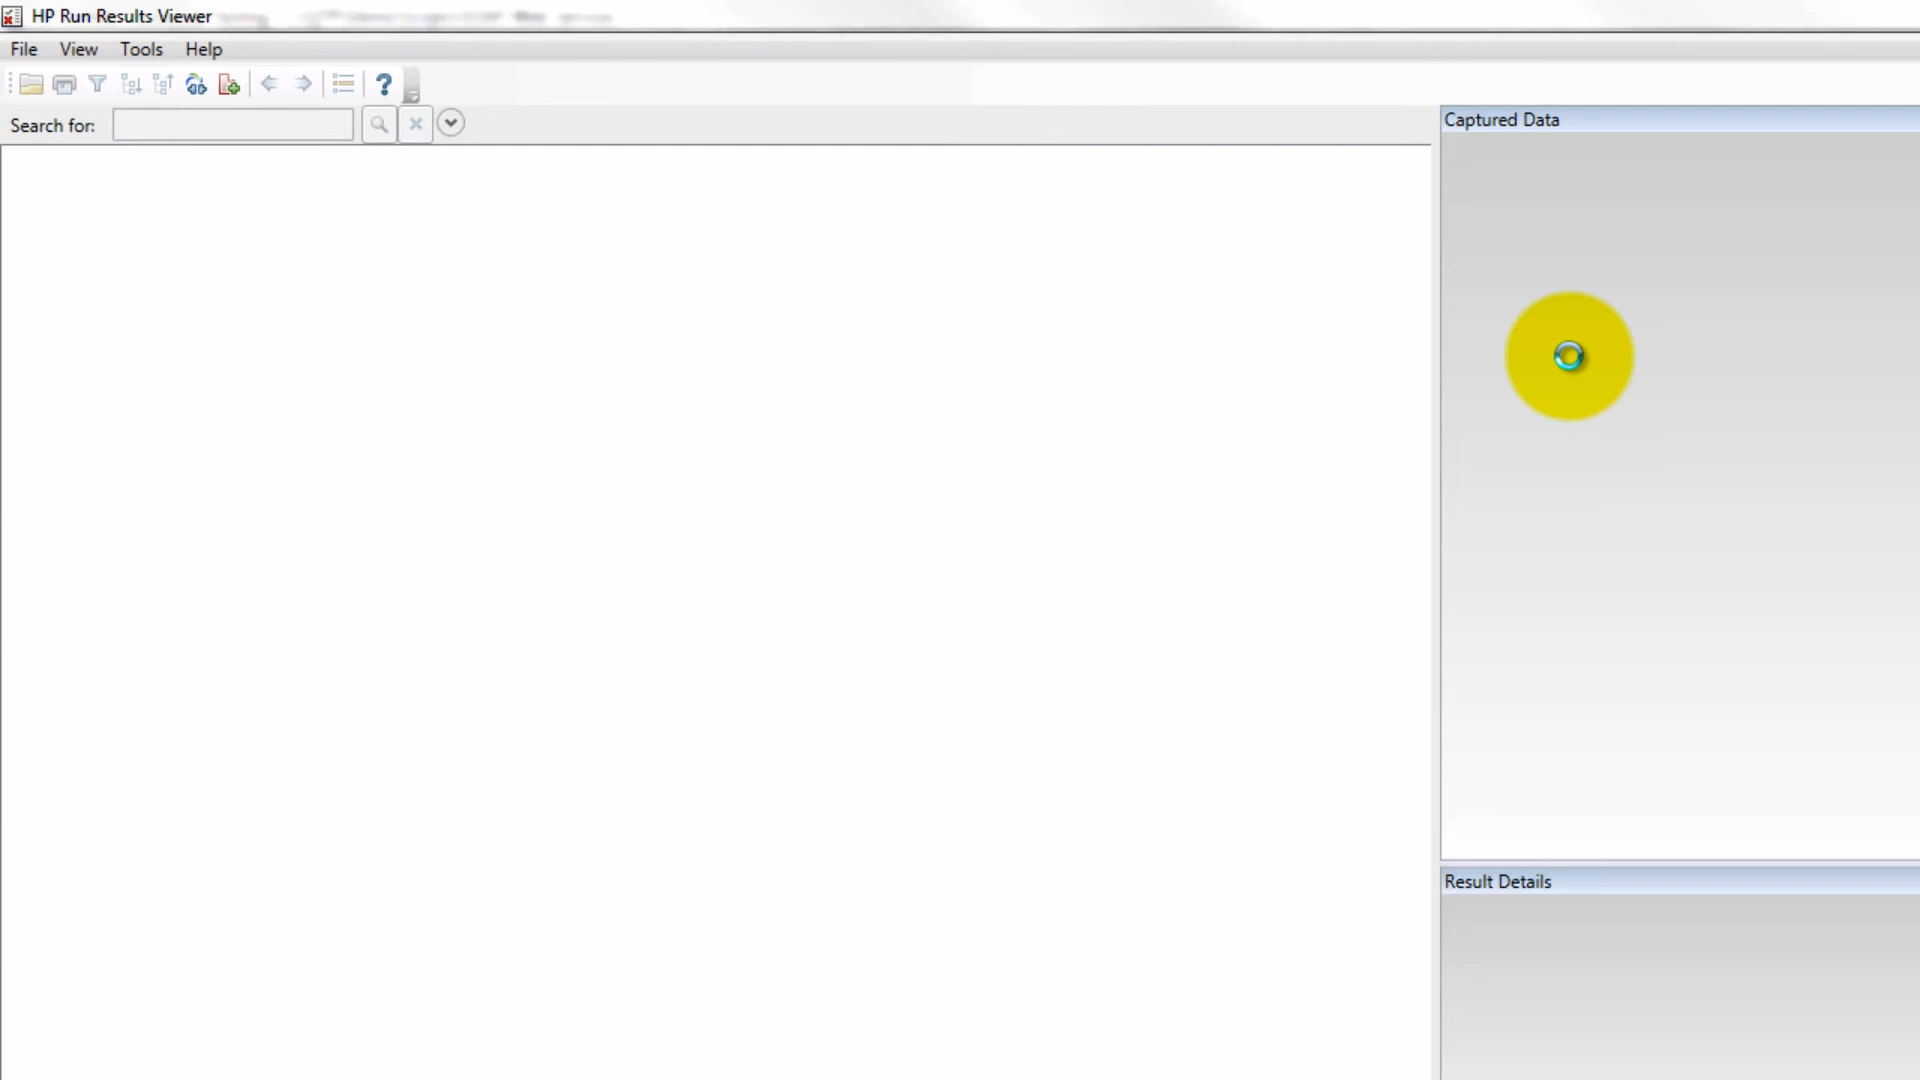 HP Run Results Viewer
File View Tools Help
?
Search for:
Captured Data
Result Details